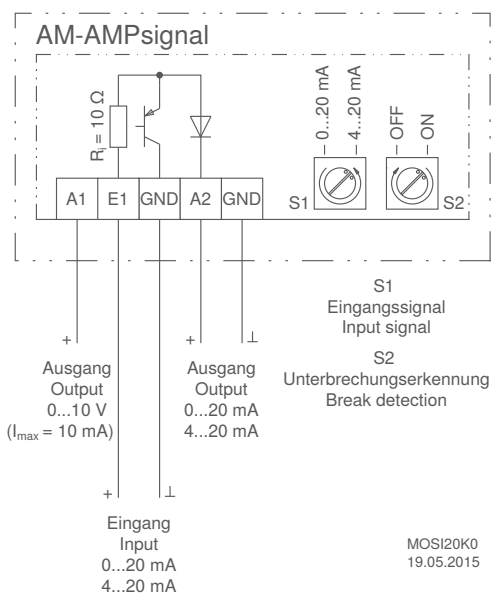 AM-AMPsignal
Rᵢ = 10 Ω
0...20 mA
4...20 mA
OFF
ON
A1
E1
GND
A2
GND
S1
S2
S1
Eingangssignal
Input signal
S2
Unterbrechungserkennung
Break detection
+
Ausgang
Output
0...10 V
(Imax = 10 mA)
+ ⊥
Ausgang
Output
0...20 mA
4...20 mA
+ ⊥
Eingang
Input
0...20 mA
4...20 mA
MOSI20K0
19.05.2015